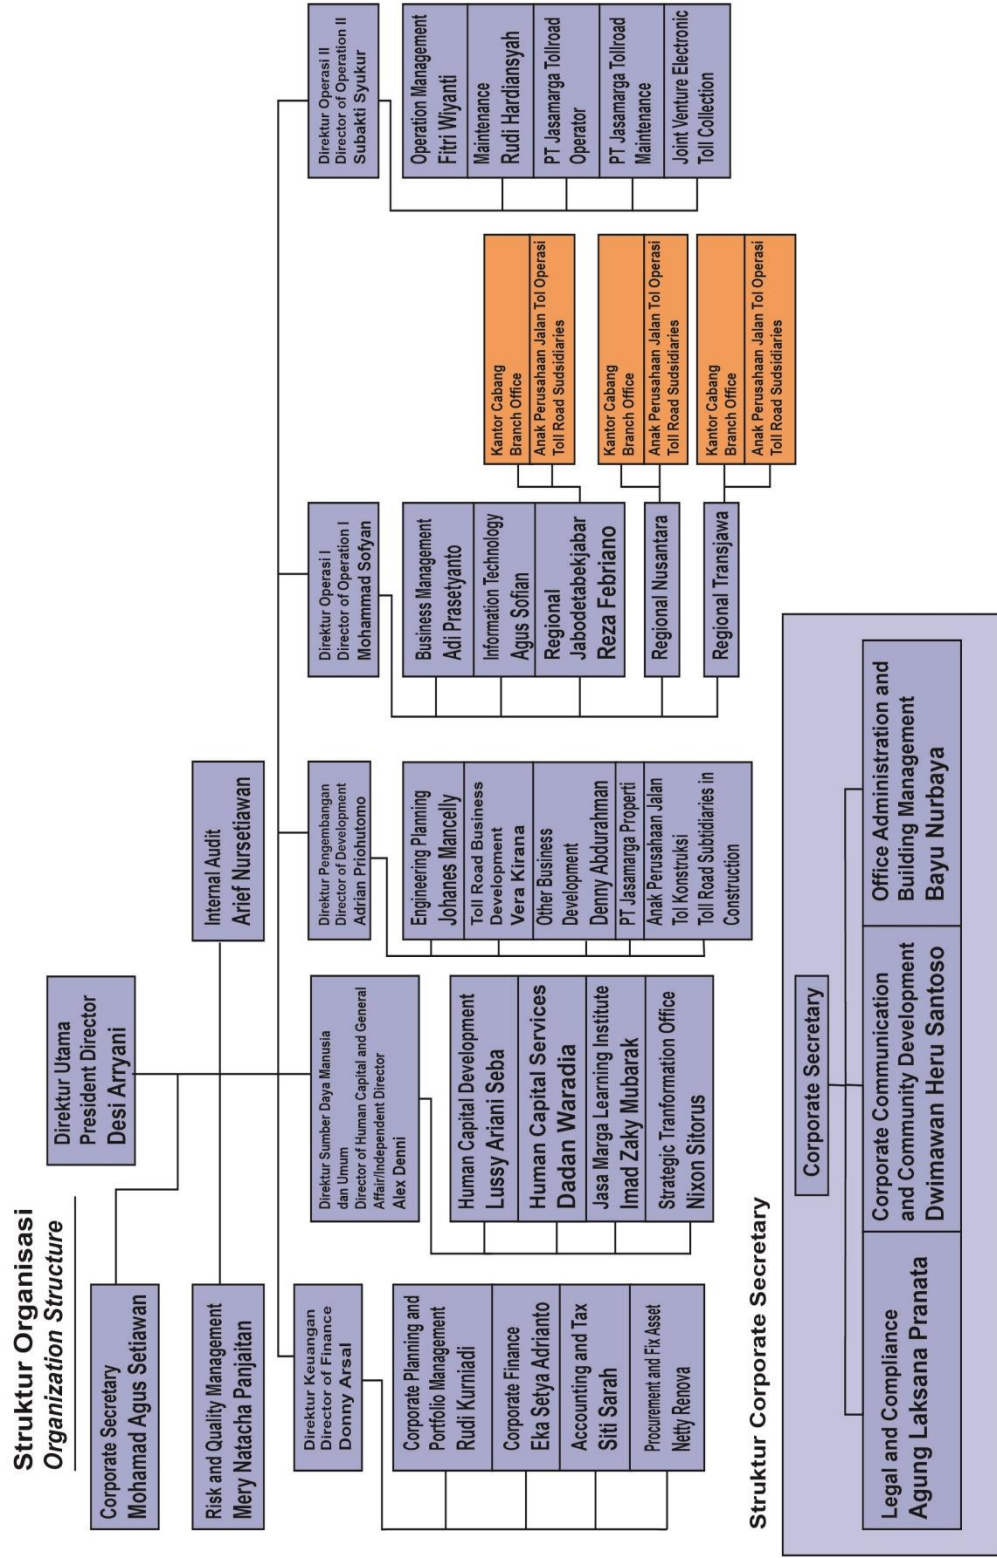 Struktur Organisasi
Organization Structure
Direktur Utama
President Director
Desi Arryani
Corporate Secretary
Mohamad Agus Setiawan
Risk and Quality Management
Mery Natacha Panjaitan
Internal Audit
Arief Nursetiawan
Direktur Keuangan
Director of Finance
Donny Arsal
Corporate Planning and
Portfolio Management
Rudi Kurniadi
Corporate Finance
Eka Setya Adrianto
Accounting and Tax
Siti Sarah
Procurement and Fix Asset
Netty Renova
Direktur Sumber Daya Manusia
dan Umum
Director of Human Capital and General
Affair/Independent Director
Alex Denni
Human Capital Development
Lussy Ariani Seba
Human Capital Services
Dadan Waradia
Jasa Marga Learning Institute
Imad Zaky Mubarak
Strategic Tranformation Office
Nixon Sitorus
Direktur Pengembangan
Director of Development
Adrian Priohutomo
Engineering Planning
Johanes Mancelly
Toll Road Business
Development
Vera Kirana
Other Business
Development
Denny Abdurahman
PT Jasamarga Properti
Anak Perusahaan Jalan
Tol Konstruksi
Toll Road Subtidiaries in
Construction
Direktur Operasi I
Director of Operation I
Mohammad Sofyan
Business Management
Adi Prasetyanto
Information Technology
Agus Sofian
Regional
Jabodetabekjabar
Reza Febriano
Regional Nusantara
Regional Transjawa
Kantor Cabang
Branch Office
Anak Perusahaan Jalan Tol Operasi
Toll Road Sudsidiaries
Kantor Cabang
Branch Office
Anak Perusahaan Jalan Tol Operasi
Toll Road Sudsidiaries
Kantor Cabang
Branch Office
Anak Perusahaan Jalan Tol Operasi
Toll Road Sudsidiaries
Direktur Operasi II
Director of Operation II
Subakti Syukur
Operation Management
Fitri Wiyanti
Maintenance
Rudi Hardiansyah
PT Jasamarga Tollroad
Operator
PT Jasamarga Tollroad
Maintenance
Joint Venture Electronic
Toll Collection
Struktur Corporate Secretary
Corporate Secretary
Legal and Compliance
Agung Laksana Pranata
Corporate Communication
and Community Development
Dwimawan Heru Santoso
Office Administration and
Building Management
Bayu Nurbaya